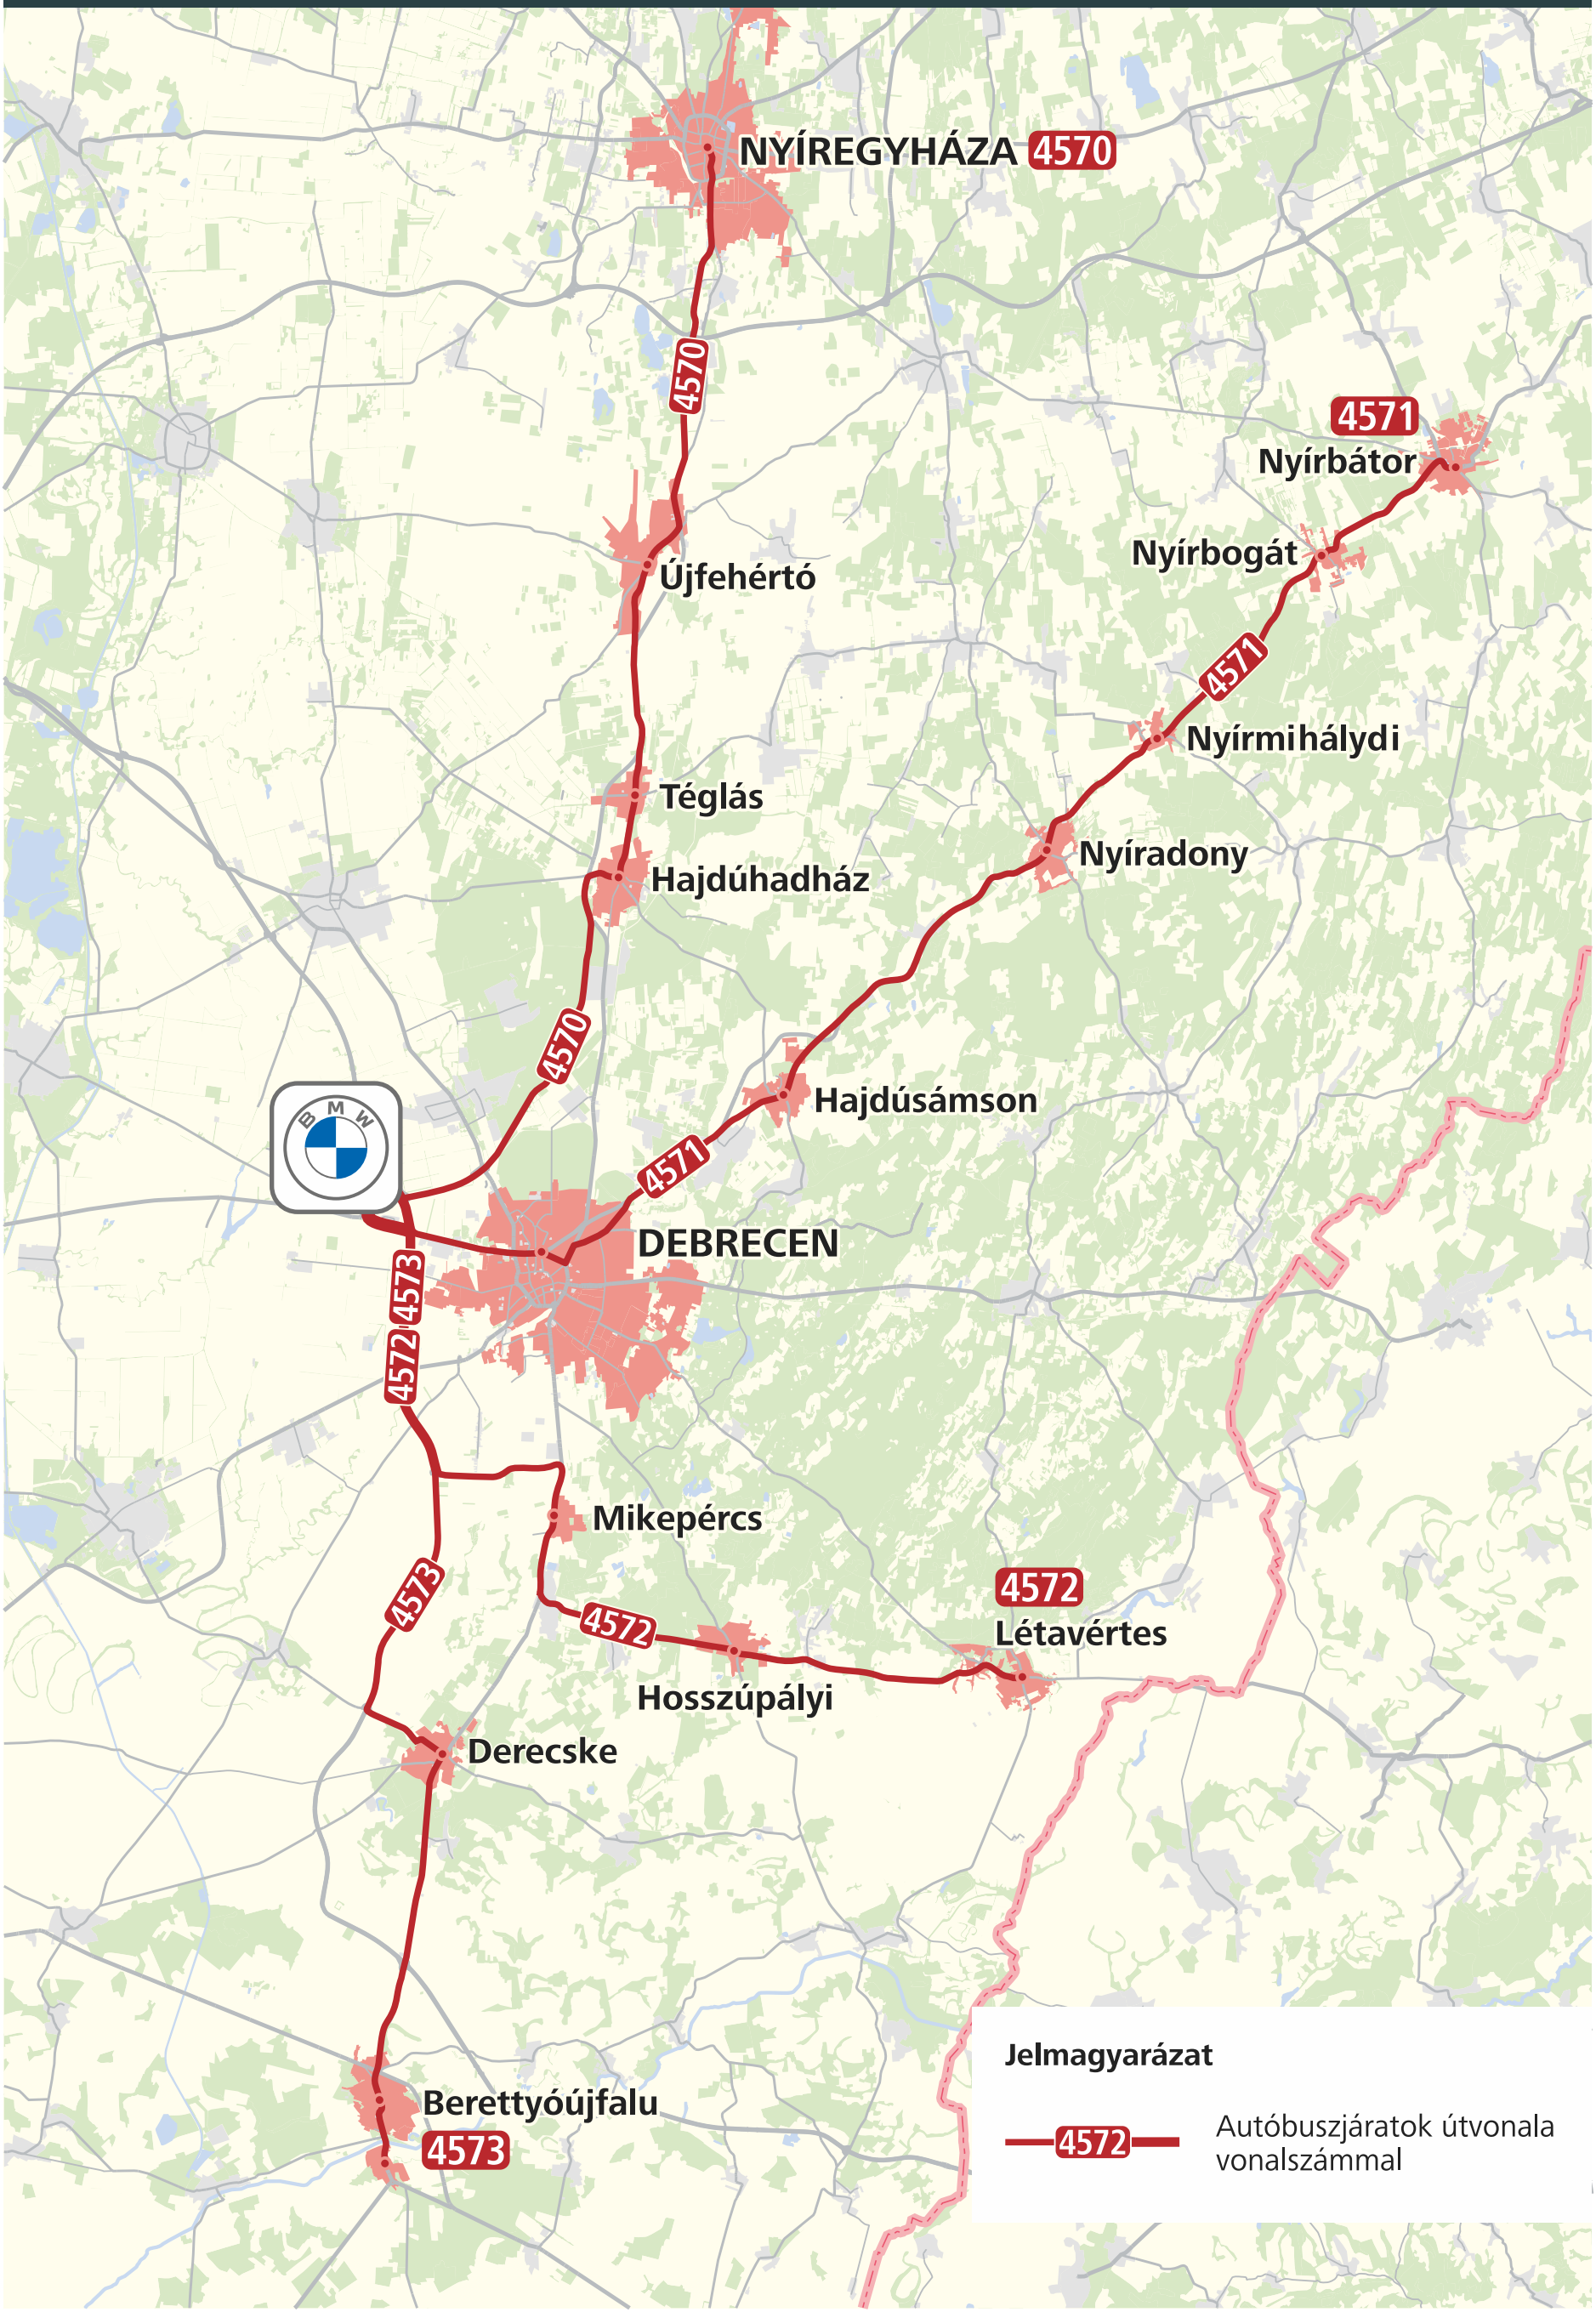 NYÍREGYHÁZA 4570
4570
4571
Nyírbátor
Nyírbogát
Újfehértó
4571
Nyírmihálydi
Téglás
Nyíradony
Hajdúhadház
4570
BMW
Hajdúsámson
4571
DEBRECEN
4573
4572
Mikepércs
4573
4572
4572
Létavértes
Hosszúpályi
Derecske
Berettyóújfalu
4573
Jelmagyarázat
4572
Autóbuszjáratok útvonala
vonalszámmal